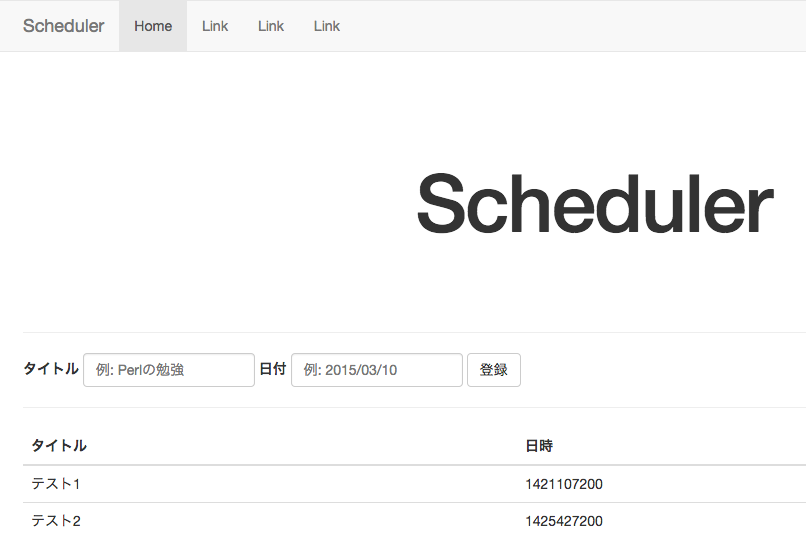 Scheduler Home Link Link Link
Scheduler
タイトル 例: Perlの勉強 日付 例: 2015/03/10 登録
タイトル 日時
テスト1 1421107200
テスト2 1425427200